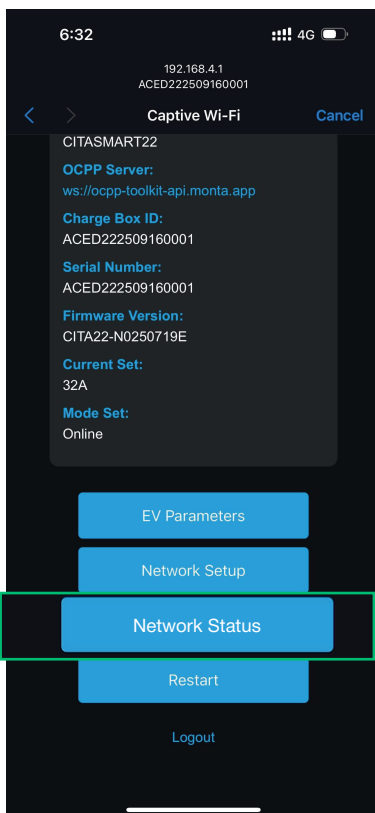 6:32
4G
192.168.4.1
ACED222509160001
Captive Wi-Fi
Cancel
CITASMART22
OCPP Server:
ws://ocpp-toolkit-api.monta.app
Charge Box ID:
ACED222509160001
Serial Number:
ACED222509160001
Firmware Version:
CITA22-N0250719E
Current Set:
32A
Mode Set:
Online
EV Parameters
Network Setup
Network Status
Restart
Logout